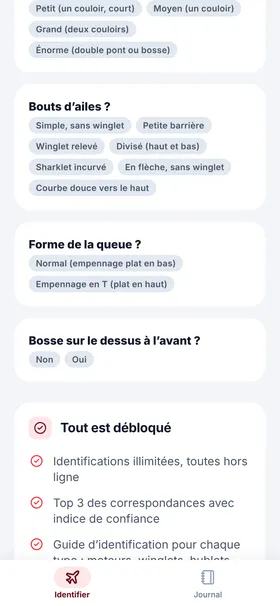 Petit (un couloir, court) Moyen (un couloir)
Grand (deux couloirs)
Énorme (double pont ou bosse)
Bouts d’ailes ?
Simple, sans winglet Petite barrière
Winglet relevé Divisé (haut et bas)
Sharklet incurvé En flèche, sans winglet
Courbe douce vers le haut
Forme de la queue ?
Normal (empennage plat en bas)
Empennage en T (plat en haut)
Bosse sur le dessus à l’avant ?
Non Oui
Tout est débloqué
Identifications illimitées, toutes hors
ligne
Top 3 des correspondances avec
indice de confiance
Guide d’identification pour chaque
type : moteurs, winglets, hublots
Identifier Journal